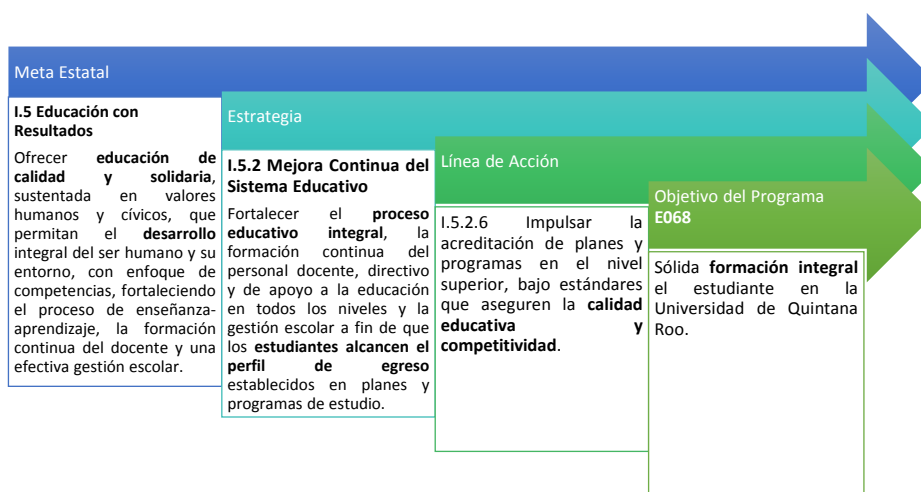 Meta Estatal
I.5 Educación con
Resultados
Ofrecer educación de
calidad y solidaria,
sustentada en valores
humanos y cívicos, que
permitan el desarrollo
integral del ser humano y su
entorno, con enfoque de
competencias, fortaleciendo
el proceso de enseñanza-
aprendizaje, la formación
continua del docente y una
efectiva gestión escolar.
Estrategia
I.5.2 Mejora Continua del
Sistema Educativo
Fortalecer el proceso
educativo integral, la
formación continua del
personal docente, directivo
y de apoyo a la educación
en todos los niveles y la
gestión escolar a fin de que
los estudiantes alcancen el
perfil de egreso
establecidos en planes y
programas de estudio.
Línea de Acción
I.5.2.6 Impulsar la
acreditación de planes y
programas en el nivel
superior, bajo estándares
que aseguren la calidad
educativa y
competitividad.
Objetivo del Programa
E068
Sólida formación integral
el estudiante en la
Universidad de Quintana
Roo.